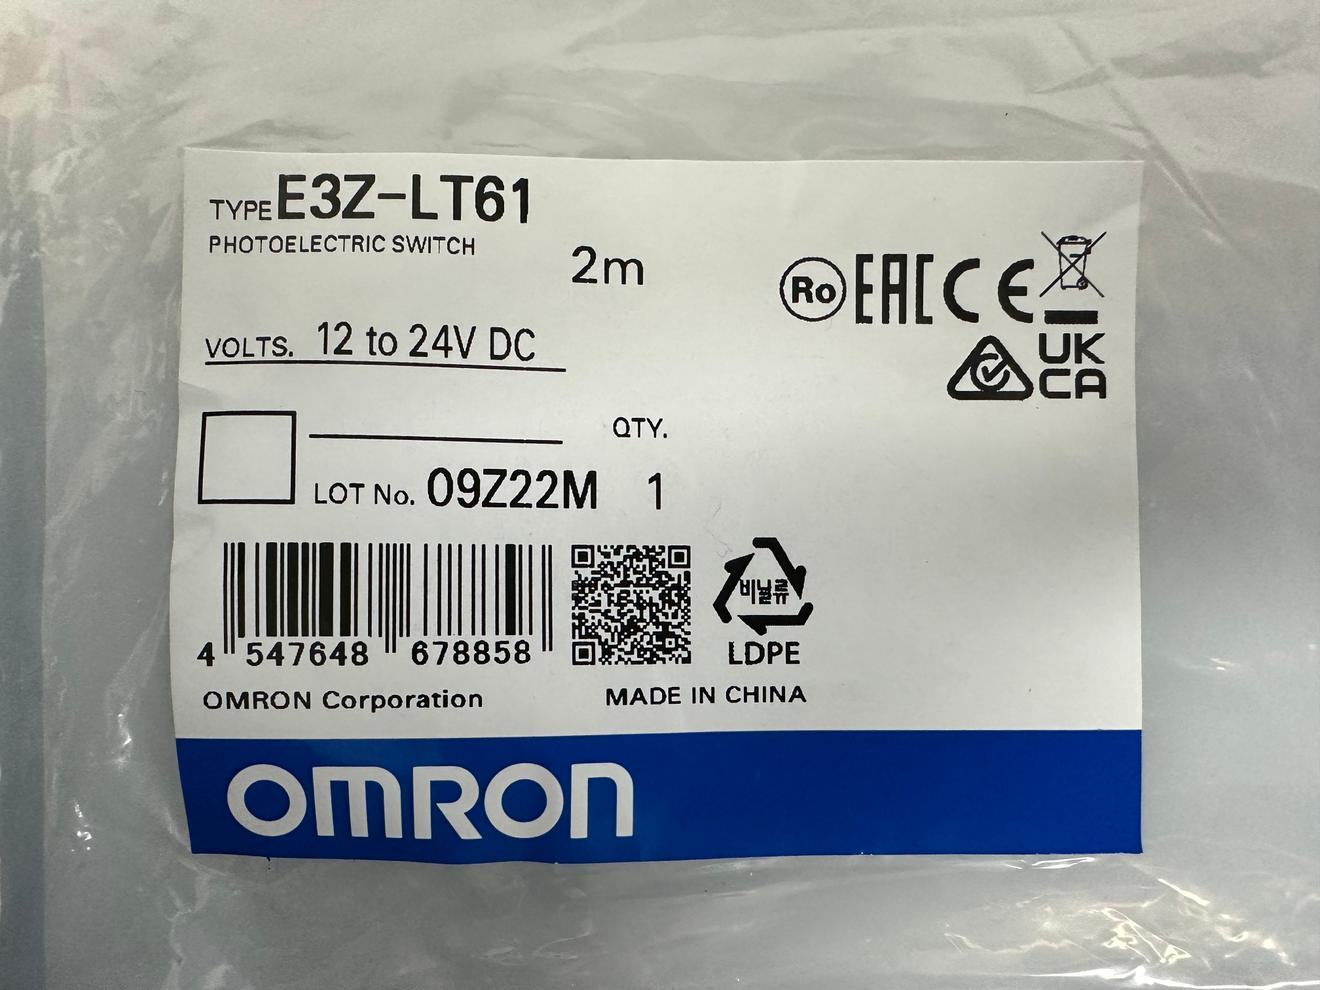 TYPE E3Z-LT61
PHOTOELECTRIC SWITCH
2m
Ro EAC CE
UK
CA
VOLTS. 12 to 24V DC
QTY.
LOT No. 09Z22M 1
비닐류
LDPE
4 547648 678858
OMRON Corporation MADE IN CHINA
OMRON